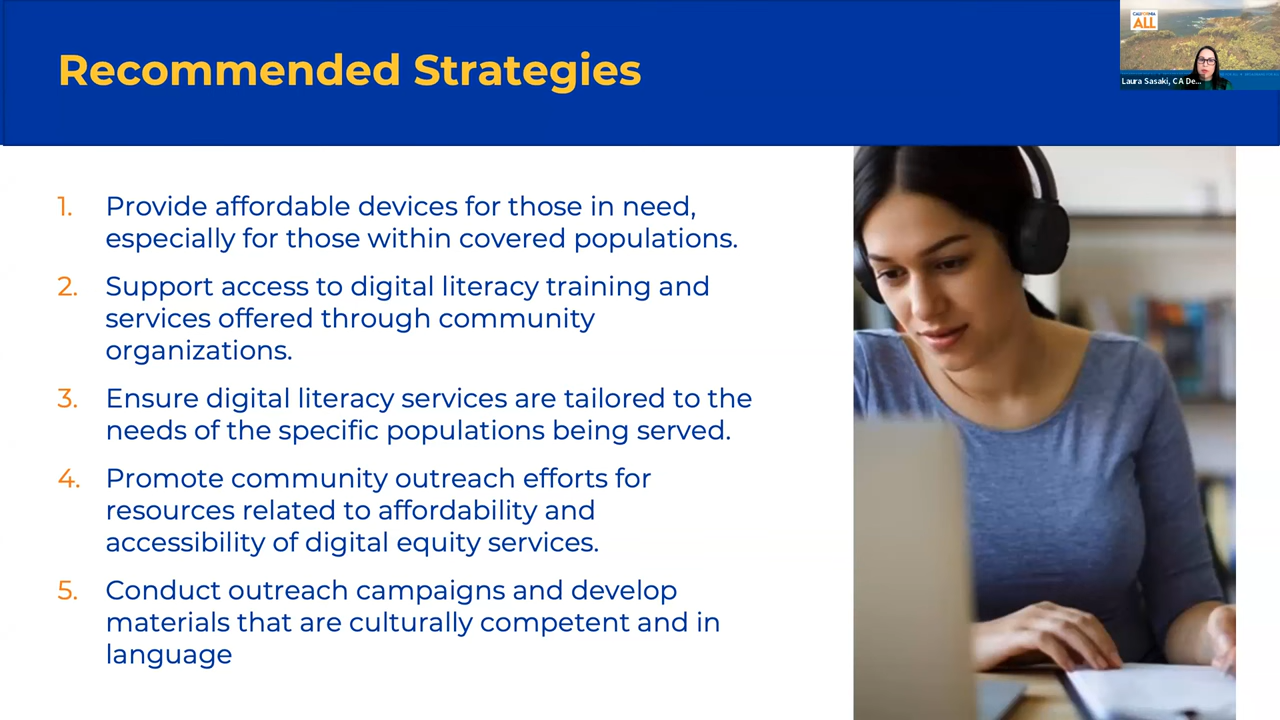 Recommended Strategies
CALIFORNIA
ALL
Laura Sasaki, CA De...
1. Provide affordable devices for those in need,
especially for those within covered populations.
2. Support access to digital literacy training and
services offered through community
organizations.
3. Ensure digital literacy services are tailored to the
needs of the specific populations being served.
4. Promote community outreach efforts for
resources related to affordability and
accessibility of digital equity services.
5. Conduct outreach campaigns and develop
materials that are culturally competent and in
language